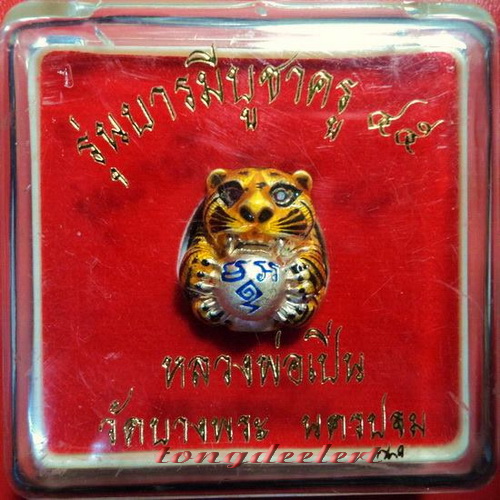 รุ่นบารมีบูชาครู ๔๕
หลวงพ่อเปิ่น
วัดบางพระ นครปฐม
tongdeelert